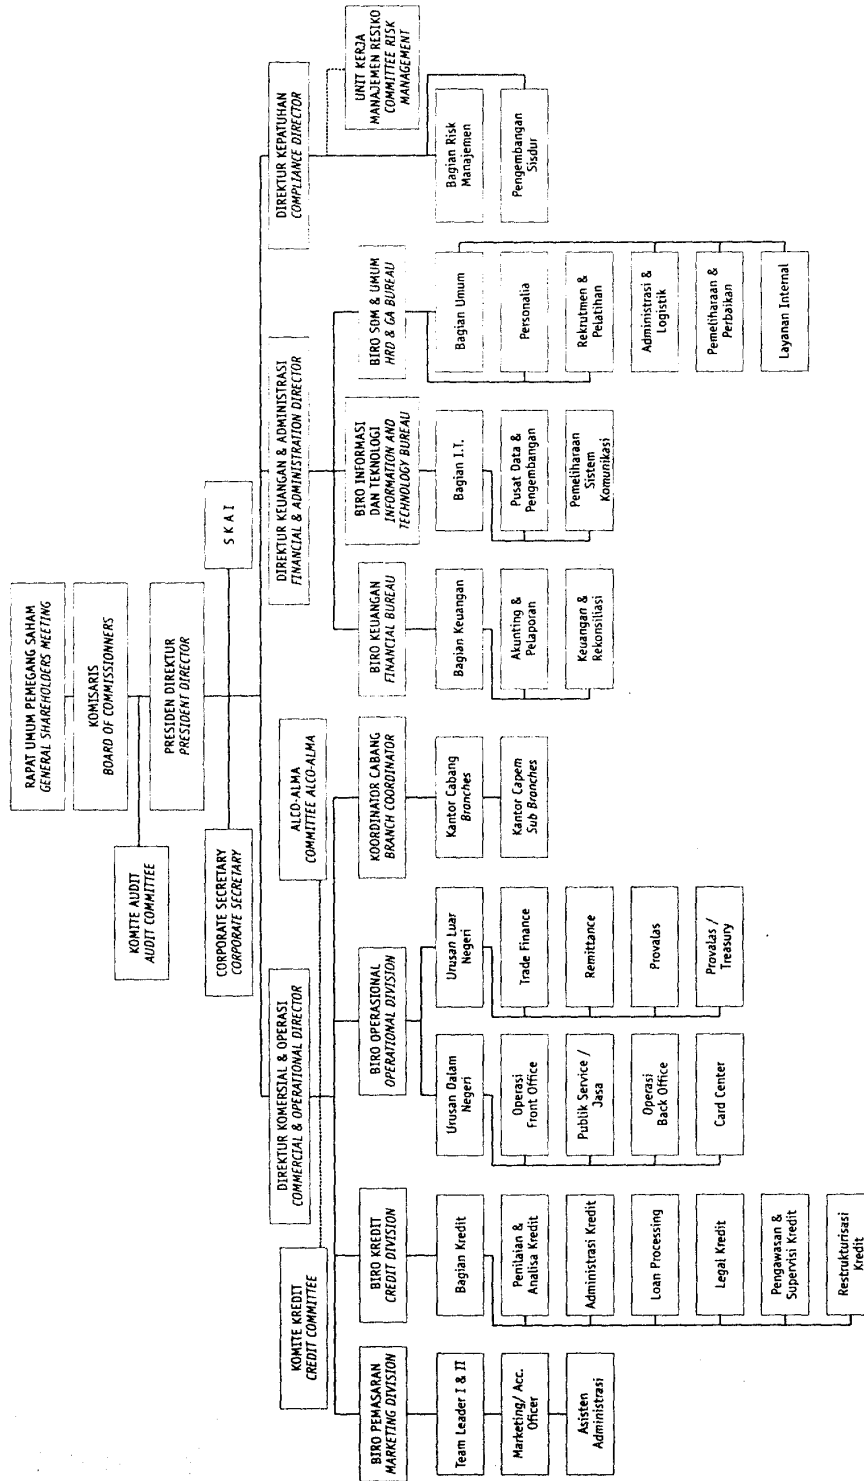 RAPAT UMUM PEMEGANG SAHAM
GENERAL SHAREHOLDERS MEETING
KOMISARIS
BOARD OF COMMISSIONNERS
KOMITE AUDIT
AUDIT COMMITTEE
PRESIDEN DIREKTUR
PRESIDENT DIRECTOR
CORPORATE SECRETARY
CORPORATE SECRETARY
S K A I
DIREKTUR KOMERSIAL & OPERASI
COMMERCIAL & OPERATIONAL DIRECTOR
DIREKTUR KEUANGAN & ADMINISTRASI
FINANCIAL & ADMINISTRATION DIRECTOR
DIREKTUR KEPATUHAN
COMPLIANCE DIRECTOR
KOMITE KREDIT
CREDIT COMMITTEE
ALCO-ALMA
COMMITTEE ALCO-ALMA
UNIT KERJA
MANAJEMEN RESIKO
COMMITTEE RISK
MANAGEMENT
BIRO PEMASARAN
MARKETING DIVISION
BIRO KREDIT
CREDIT DIVISION
BIRO OPERASIONAL
OPERATIONAL DIVISION
KOORDINATOR CABANG
BRANCH COORDINATOR
BIRO KEUANGAN
FINANCIAL BUREAU
BIRO INFORMASI
DAN TEKNOLOGI
INFORMATION AND
TECHNOLOGY BUREAU
BIRO SDM & UMUM
HRD & GA BUREAU
Team Leader I & II
Marketing/ Acc.
Officer
Asisten
Administrasi
Bagian Kredit
Penilaian &
Analisa Kredit
Administrasi Kredit
Loan Processing
Legal Kredit
Pengawasan &
Supervisi Kredit
Restrukturisasi
Kredit
Urusan Dalam
Negeri
Operasi
Front Office
Publik Service /
Jasa
Operasi
Back Office
Card Center
Urusan Luar
Negeri
Trade Finance
Remittance
Provalas
Provalas /
Treasury
Kantor Cabang
Bronches
Kantor Capem
Sub Bronches
Bagian Keuangan
Akunting &
Pelaporan
Keuangan &
Rekonsiliasi
Bagian I.T.
Pusat Data &
Pengembangan
Pemeliharaan
Sistem
Komunikasi
Bagian Umum
Personalia
Rekrutmen &
Pelatihan
Administrasi &
Logistik
Pemeliharaan &
Perbaikan
Layanan Internal
Bagian Risk
Manajemen
Pengembangan
Sisdur